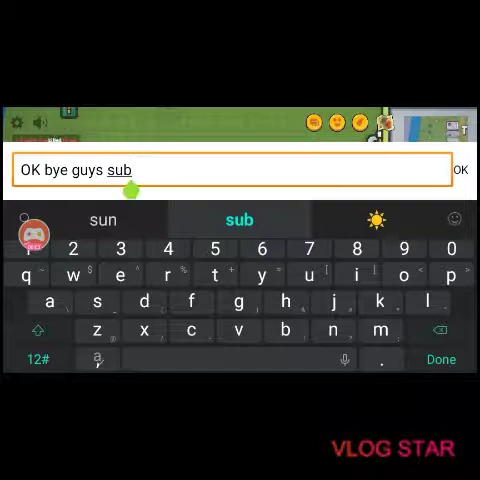 OK bye guys sub
OK
sun sub
1 2 3 4 5 6 7 8 9 0
q w e r t y u i o p
a s d f g h j k l
z x c v b n m
12# a . Done
VLOG STAR